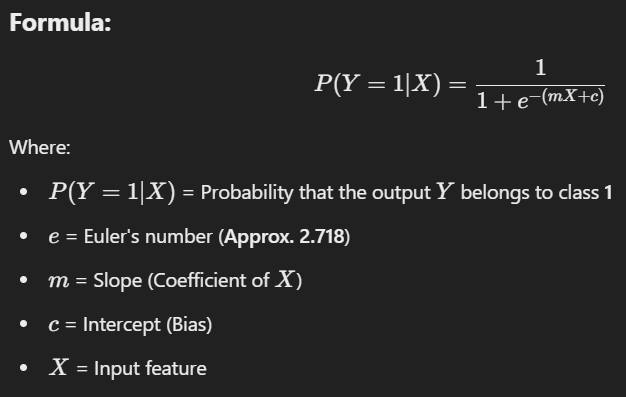 Formula:
P(Y = 1|X) = \frac{1}{1 + e^{-(mX+c)}}
Where:
• P(Y = 1|X) = Probability that the output Y belongs to class 1
• e = Euler's number (Approx. 2.718)
• m = Slope (Coefficient of X)
• c = Intercept (Bias)
• X = Input feature